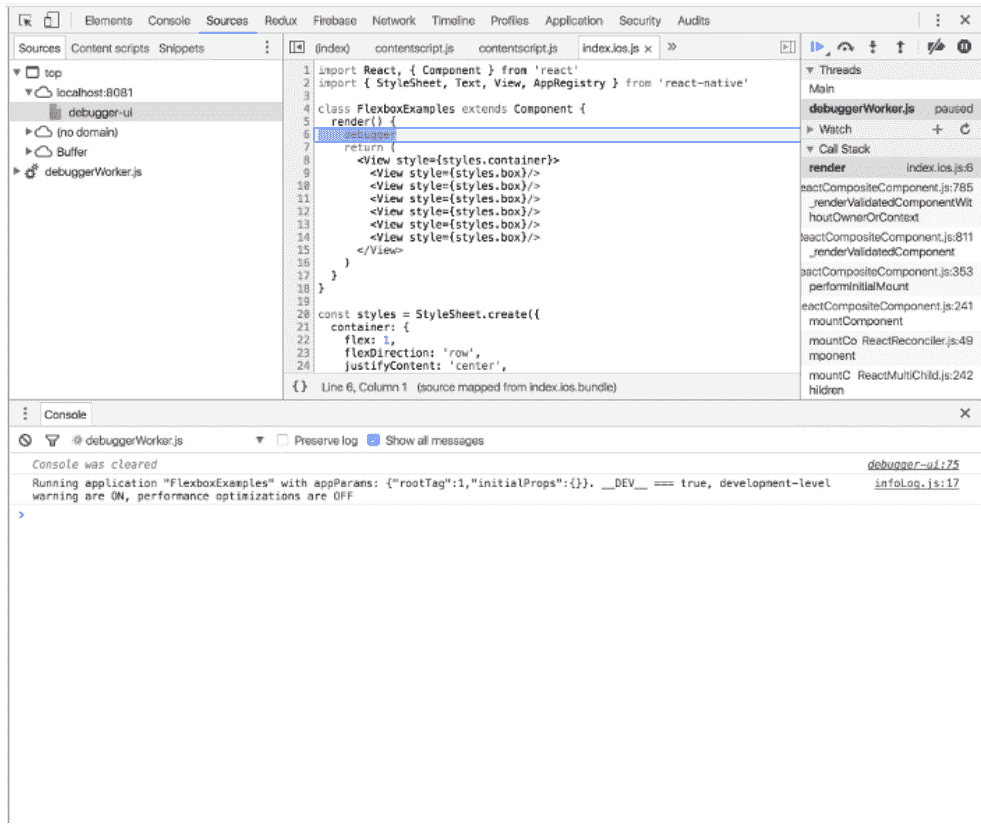 Elements Console Sources Redux Firebase Network Timeline Profiles Application Security Audits
Sources Content scripts Snippets
top
localhost:8081
debugger-ui
(no domain)
Buffer
debuggerWorker.js
(index) contentscript.js contentscript.js index.ios.js ×
1 import React, { Component } from 'react'
2 import { StyleSheet, Text, View, AppRegistry } from 'react-native'
3
4 class FlexboxExamples extends Component {
5 render() {
6 debugger
7 return (
8 <View style={styles.container}>
9 <View style={styles.box}/>
10 <View style={styles.box}/>
11 <View style={styles.box}/>
12 <View style={styles.box}/>
13 <View style={styles.box}/>
14 <View style={styles.box}/>
15 </View>
16 )
17 }
18 }
19
20 const styles = StyleSheet.create({
21 container: {
22 flex: 1,
23 flexDirection: 'row',
24 justifyContent: 'center',
{} Line 6, Column 1 (source mapped from index.ios.bundle)
Threads
Main
debuggerWorker.js paused
Watch
Call Stack
render index.ios.js:6
eactCompositeComponent.js:785
_renderValidatedComponentWit
houtOwnerOrContext
eactCompositeComponent.js:811
_renderValidatedComponent
eactCompositeComponent.js:353
performInitialMount
eactCompositeComponent.js:241
mountComponent
mountCo ReactReconciler.js:49
mponent
mountC ReactMultiChild.js:242
hildren
Console
debuggerWorker.js Preserve log Show all messages
Console was cleared debugger-ui:75
Running application "FlexboxExamples" with appParams: {"rootTag":1,"initialProps":{}}. __DEV__ === true, development-level infoLog.js:17
warning are ON, performance optimizations are OFF
>